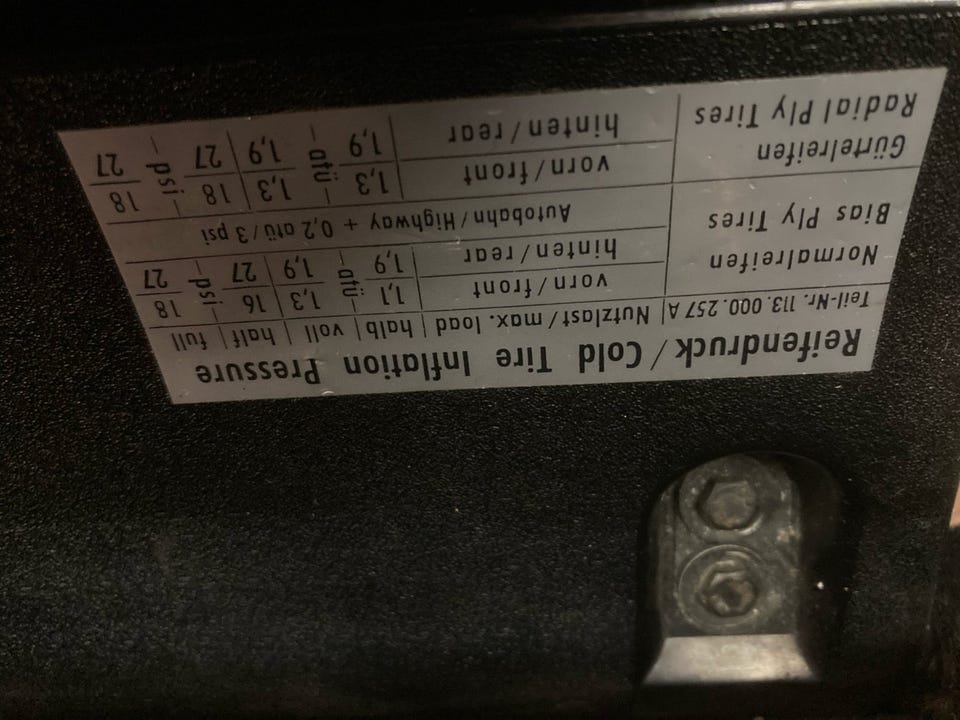 Reifendruck / Cold Tire Inflation Pressure
Teil-Nr. 113. 000. 257 A | Nutzlast / max. load | halb | voll | half | full
Normalreifen vorn / front 1,1 1,3 16 18
Bias Ply Tires hinten / rear 1,9 – atü – 1,9 27 – psi – 27
Autobahn / Highway + 0,2 atü / 3 psi
Gürtelreifen vorn / front 1,3 1,3 18 18
Radial Ply Tires hinten / rear 1,9 – atü – 1,9 27 – psi – 27